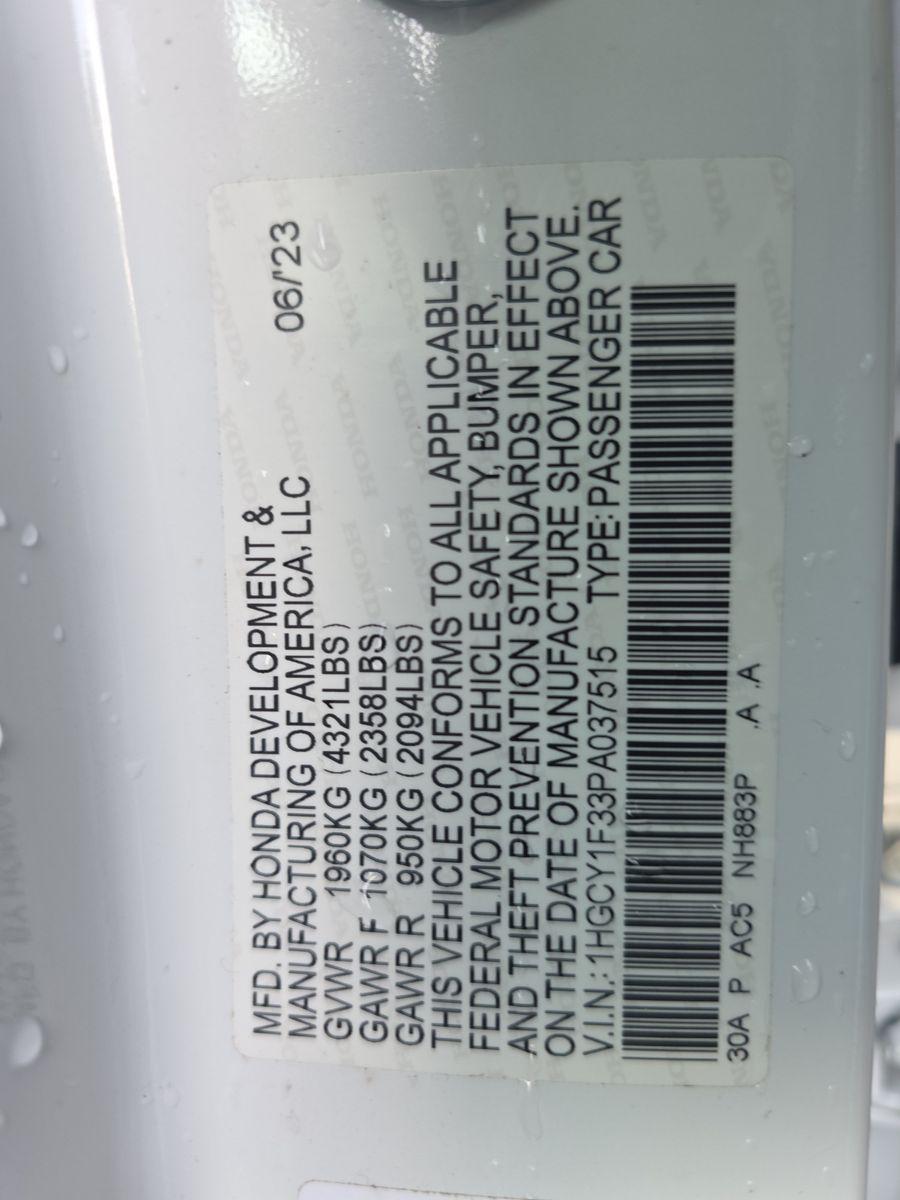 MFD. BY HONDA DEVELOPMENT &
MANUFACTURING OF AMERICA, LLC 06/'23
GVWR 1960KG (4321LBS)
GAWR F 1070KG (2358LBS)
GAWR R 950KG (2094LBS)
THIS VEHICLE CONFORMS TO ALL APPLICABLE
FEDERAL MOTOR VEHICLE SAFETY, BUMPER,
AND THEFT PREVENTION STANDARDS IN EFFECT
ON THE DATE OF MANUFACTURE SHOWN ABOVE.
V.I.N.: 1HGCY1F33PA037515 TYPE: PASSENGER CAR
30A P AC5 NH883P .A .A